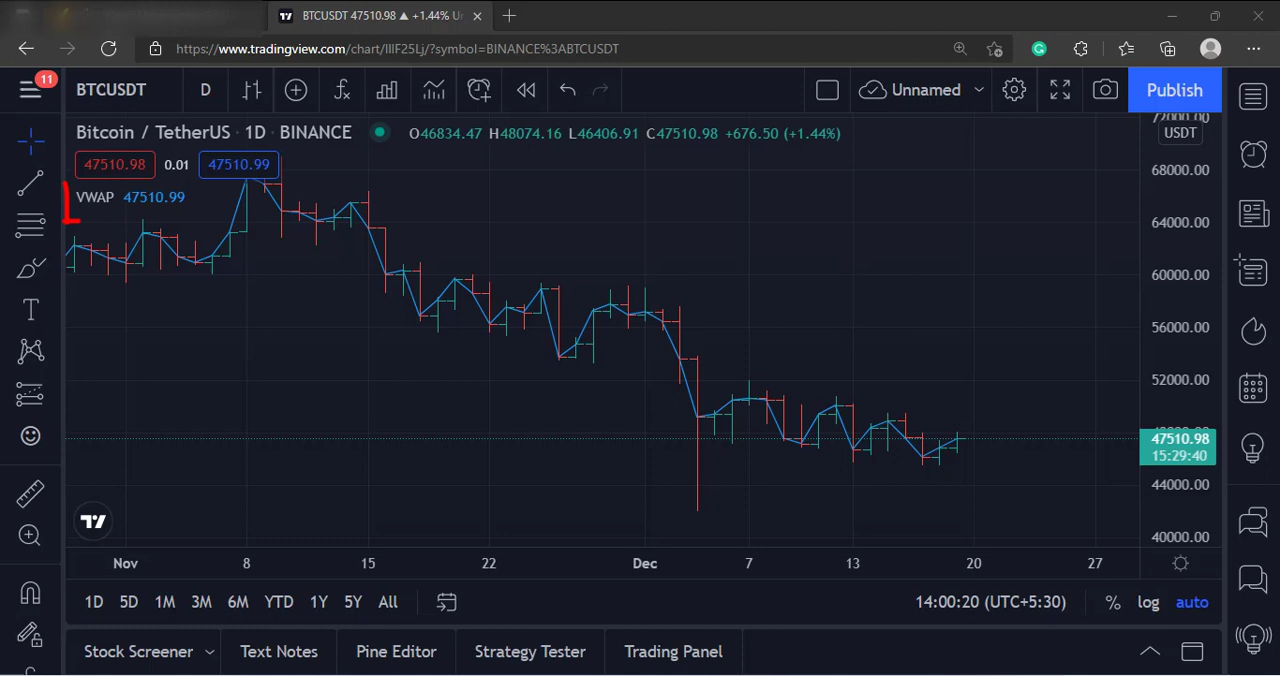 BTCUSDT 47510.98 ▲ +1.44% U
https://www.tradingview.com/chart/IIIF25Lj/?symbol=BINANCE%3ABTCUSDT
11
BTCUSDT D
Unnamed
Publish
Bitcoin / TetherUS · 1D · BINANCE O46834.47 H48074.16 L46406.91 C47510.98 +676.50 (+1.44%)
47510.98 0.01 47510.99
VWAP 47510.99
72000.00
USDT
68000.00
64000.00
60000.00
56000.00
52000.00
48000.00
47510.98
15:29:40
44000.00
40000.00
Nov 8 15 22 Dec 7 13 20 27
1D 5D 1M 3M 6M YTD 1Y 5Y All 14:00:20 (UTC+5:30) % log auto
Stock Screener Text Notes Pine Editor Strategy Tester Trading Panel